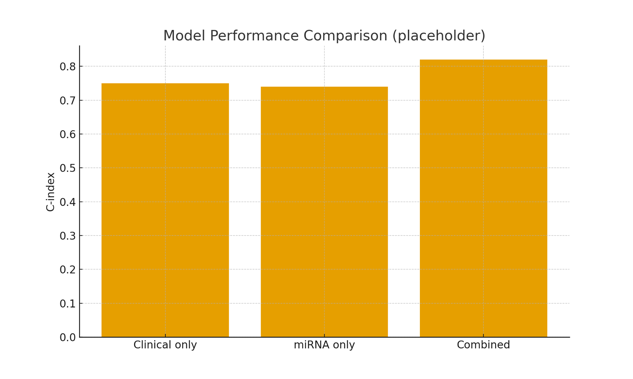 Model Performance Comparison (placeholder)
C-index
0.8
0.7
0.6
0.5
0.4
0.3
0.2
0.1
0.0
Clinical only
miRNA only
Combined